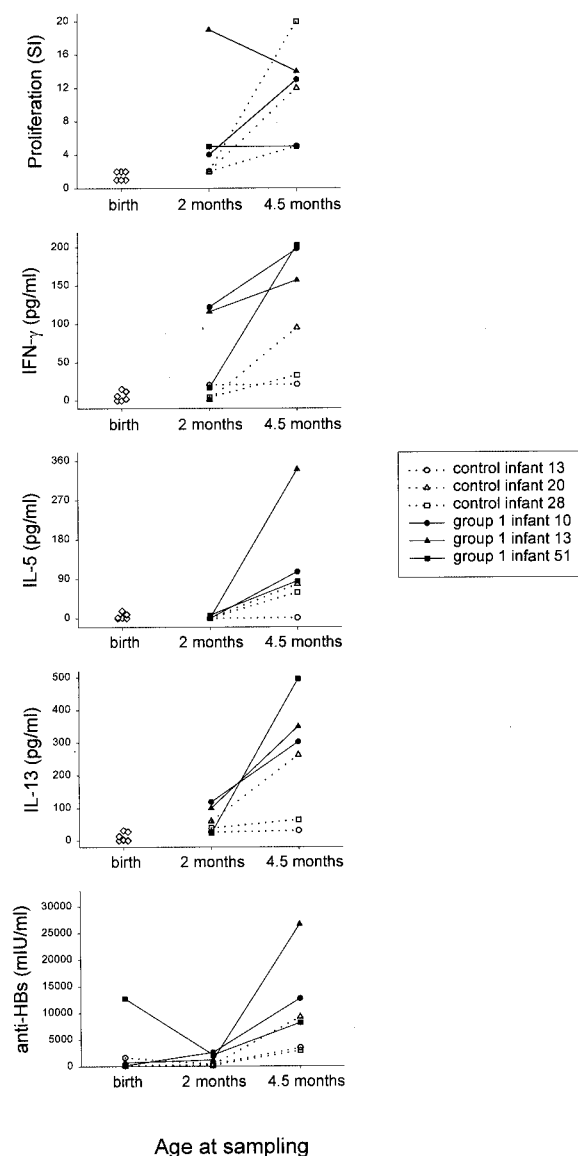 Proliferation (SI)
20
16
12
8
4
0
birth
2 months
4.5 months
IFN-γ (pg/ml)
200
150
100
50
0
birth
2 months
4.5 months
IL-5 (pg/ml)
360
270
180
90
0
birth
2 months
4.5 months
control infant 13
control infant 20
control infant 28
group 1 infant 10
group 1 infant 13
group 1 infant 51
IL-13 (pg/ml)
500
400
300
200
100
0
birth
2 months
4.5 months
anti-HBs (mIU/ml)
30000
25000
20000
15000
10000
5000
0
birth
2 months
4.5 months
Age at sampling